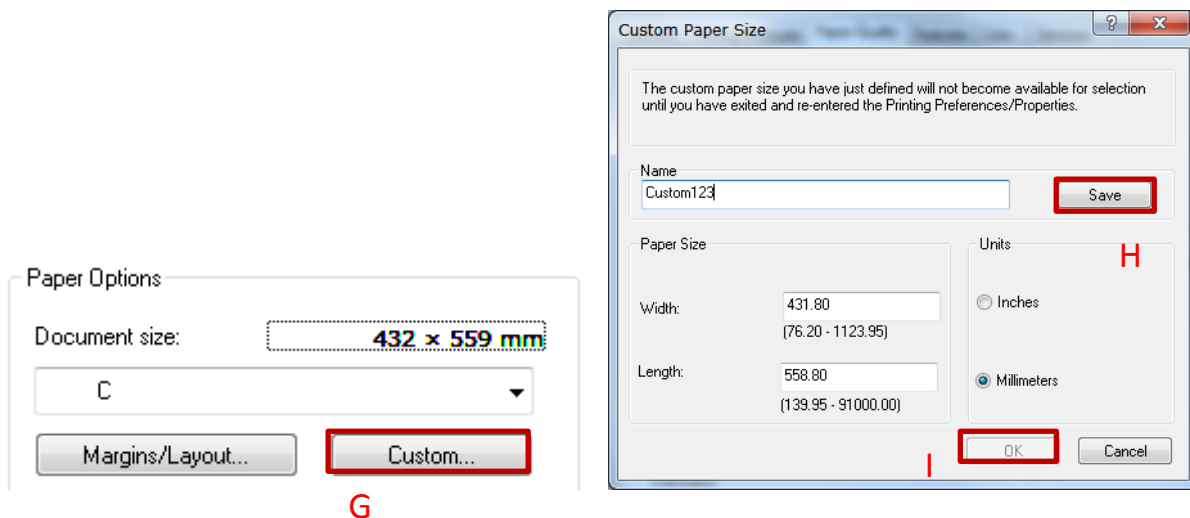 Paper Options
Document size: 432 × 559 mm
C
Margins/Layout... Custom...
G
Custom Paper Size
The custom paper size you have just defined will not become available for selection
until you have exited and re-entered the Printing Preferences/Properties.
Name
Custom123
Save
H
Paper Size
Width: 431.80
(76.20 - 1123.95)
Length: 558.80
(139.95 - 91000.00)
Units
Inches
Millimeters
I
OK Cancel